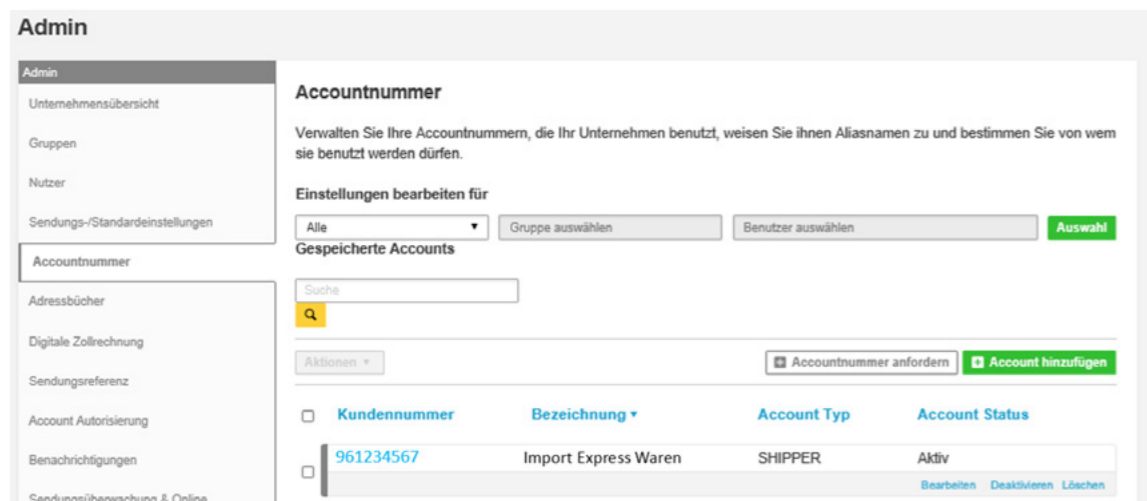 Admin
Admin
Unternehmensübersicht
Gruppen
Nutzer
Sendungs-/Standardeinstellungen
Accountnummer
Adressbücher
Digitale Zollrechnung
Sendungsreferenz
Account Autorisierung
Benachrichtigungen
Sendungsüberwachung & Online
Accountnummer
Verwalten Sie Ihre Accountnummern, die Ihr Unternehmen benutzt, weisen Sie ihnen Aliasnamen zu und bestimmen Sie von wem
sie benutzt werden dürfen.
Einstellungen bearbeiten für
Alle Gruppe auswählen Benutzer auswählen Auswahl
Gespeicherte Accounts
Suche
Aktionen Accountnummer anfordern Account hinzufügen
Kundennummer Bezeichnung Account Typ Account Status
961234567 Import Express Waren SHIPPER Aktiv
Bearbeiten Deaktivieren Löschen